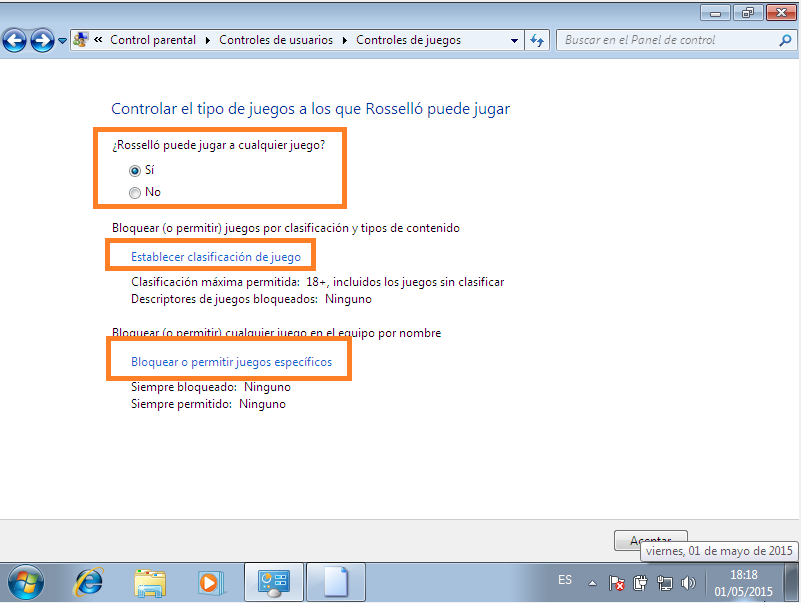 « Control parental ▸ Controles de usuarios ▸ Controles de juegos
Buscar en el Panel de control
Controlar el tipo de juegos a los que Rosselló puede jugar
¿Rosselló puede jugar a cualquier juego?
Sí
No
Bloquear (o permitir) juegos por clasificación y tipos de contenido
Establecer clasificación de juego
Clasificación máxima permitida: 18+, incluidos los juegos sin clasificar
Descriptores de juegos bloqueados: Ninguno
Bloquear (o permitir) cualquier juego en el equipo por nombre
Bloquear o permitir juegos específicos
Siempre bloqueado: Ninguno
Siempre permitido: Ninguno
Aceptar
viernes, 01 de mayo de 2015
ES
18:18
01/05/2015